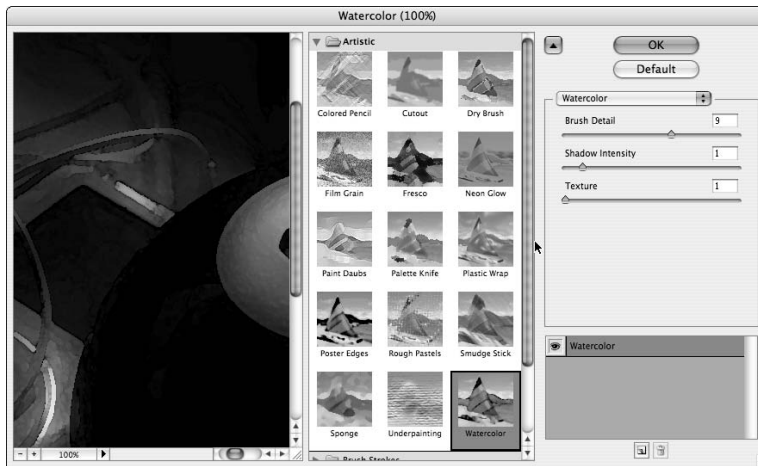 Watercolor (100%)
Artistic
Colored Pencil
Cutout
Dry Brush
Film Grain
Fresco
Neon Glow
Paint Daubs
Palette Knife
Plastic Wrap
Poster Edges
Rough Pastels
Smudge Stick
Sponge
Underpainting
Watercolor
Brush Strokes
100%
OK
Default
Watercolor
Brush Detail 9
Shadow Intensity 1
Texture 1
Watercolor